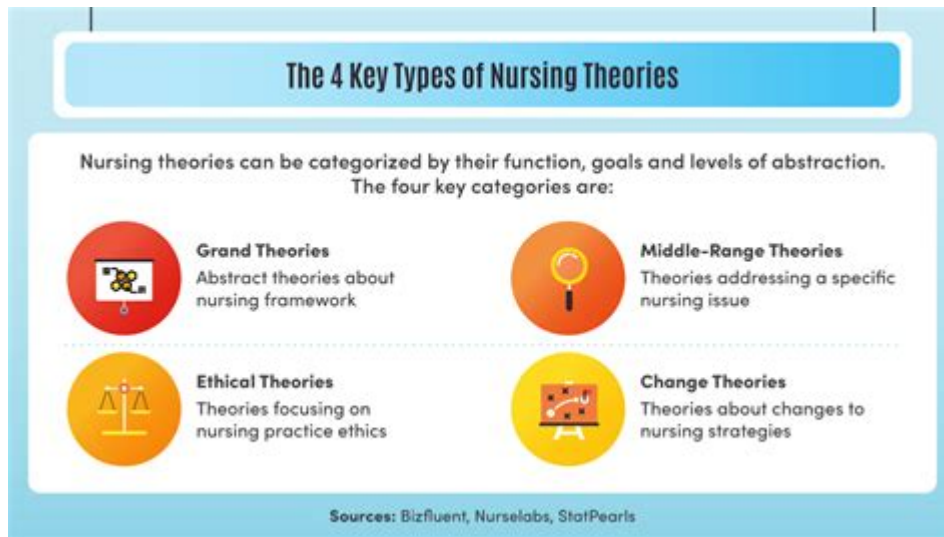 The 4 Key Types of Nursing Theories
Nursing theories can be categorized by their function, goals and levels of abstraction.
The four key categories are:
Grand Theories
Abstract theories about
nursing framework
Middle-Range Theories
Theories addressing a specific
nursing issue
Ethical Theories
Theories focusing on
nursing practice ethics
Change Theories
Theories about changes to
nursing strategies
Sources: Bizfluent, Nurselabs, StatPearls